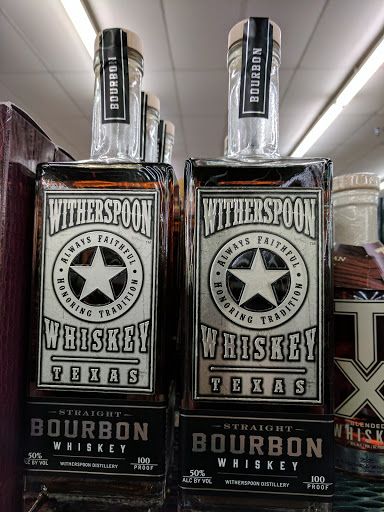 BOURBON
WITHERSPOON
ALWAYS FAITHFUL
HONORING TRADITION
WHISKEY
TEXAS
STRAIGHT
BOURBON
WHISKEY
50%
ALC BY VOL
WITHERSPOON DISTILLERY
100
PROOF
BOURBON
WITHERSPOON
ALWAYS FAITHFUL
HONORING TRADITION
WHISKEY
TEXAS
STRAIGHT
BOURBON
WHISKEY
50%
ALC BY VOL
WITHERSPOON DISTILLERY
100
PROOF
TX
BLENDED
WHISK